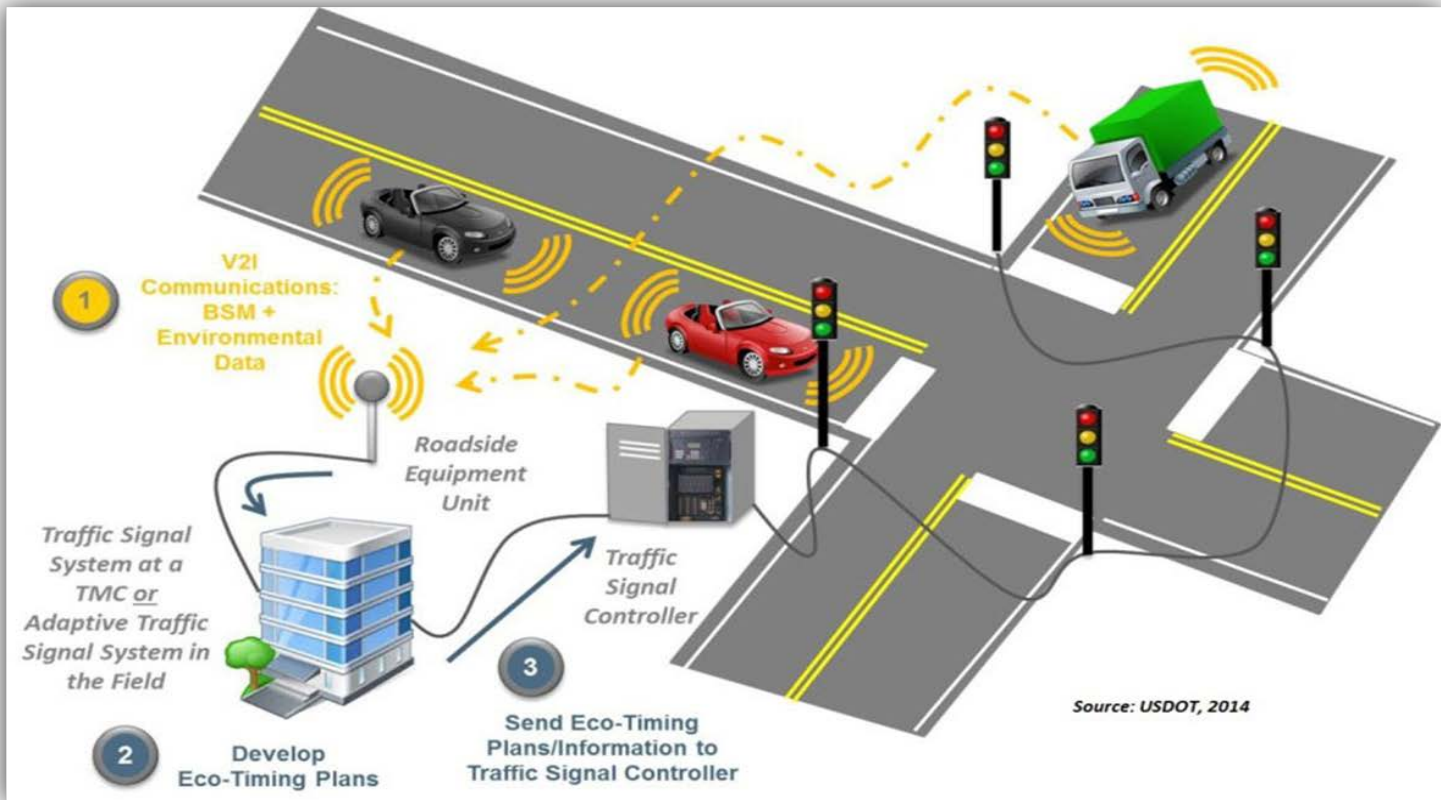 1
V2I
Communications:
BSM +
Environmental
Data
Roadside
Equipment
Unit
Traffic Signal
System at a
TMC or
Adaptive Traffic
Signal System in
the Field
Traffic
Signal
Controller
2
Develop
Eco-Timing Plans
3
Send Eco-Timing
Plans/Information to
Traffic Signal Controller
Source: USDOT, 2014